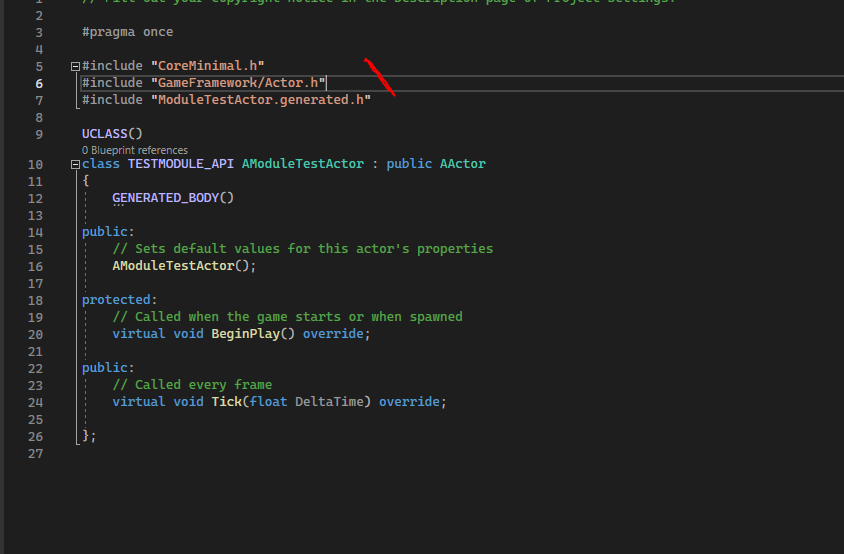 1 // Fill out your copyright notice in the Description page of Project Settings.
2
3 #pragma once
4
5 #include "CoreMinimal.h"
6 #include "GameFramework/Actor.h"
7 #include "ModuleTestActor.generated.h"
8
9 UCLASS()
0 Blueprint references
10 class TESTMODULE_API AModuleTestActor : public AActor
11 {
12 GENERATED_BODY()
13
14 public:
15 // Sets default values for this actor's properties
16 AModuleTestActor();
17
18 protected:
19 // Called when the game starts or when spawned
20 virtual void BeginPlay() override;
21
22 public:
23 // Called every frame
24 virtual void Tick(float DeltaTime) override;
25
26 };
27